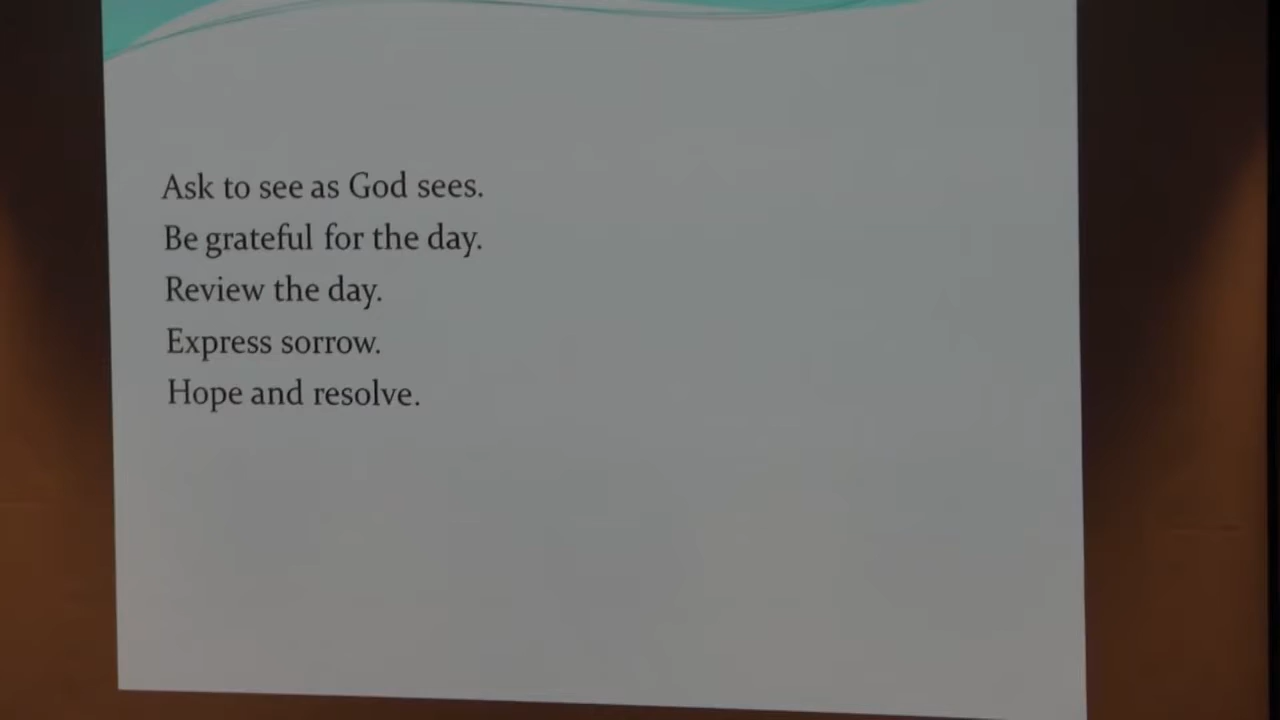 Ask to see as God sees.
Be grateful for the day.
Review the day.
Express sorrow.
Hope and resolve.